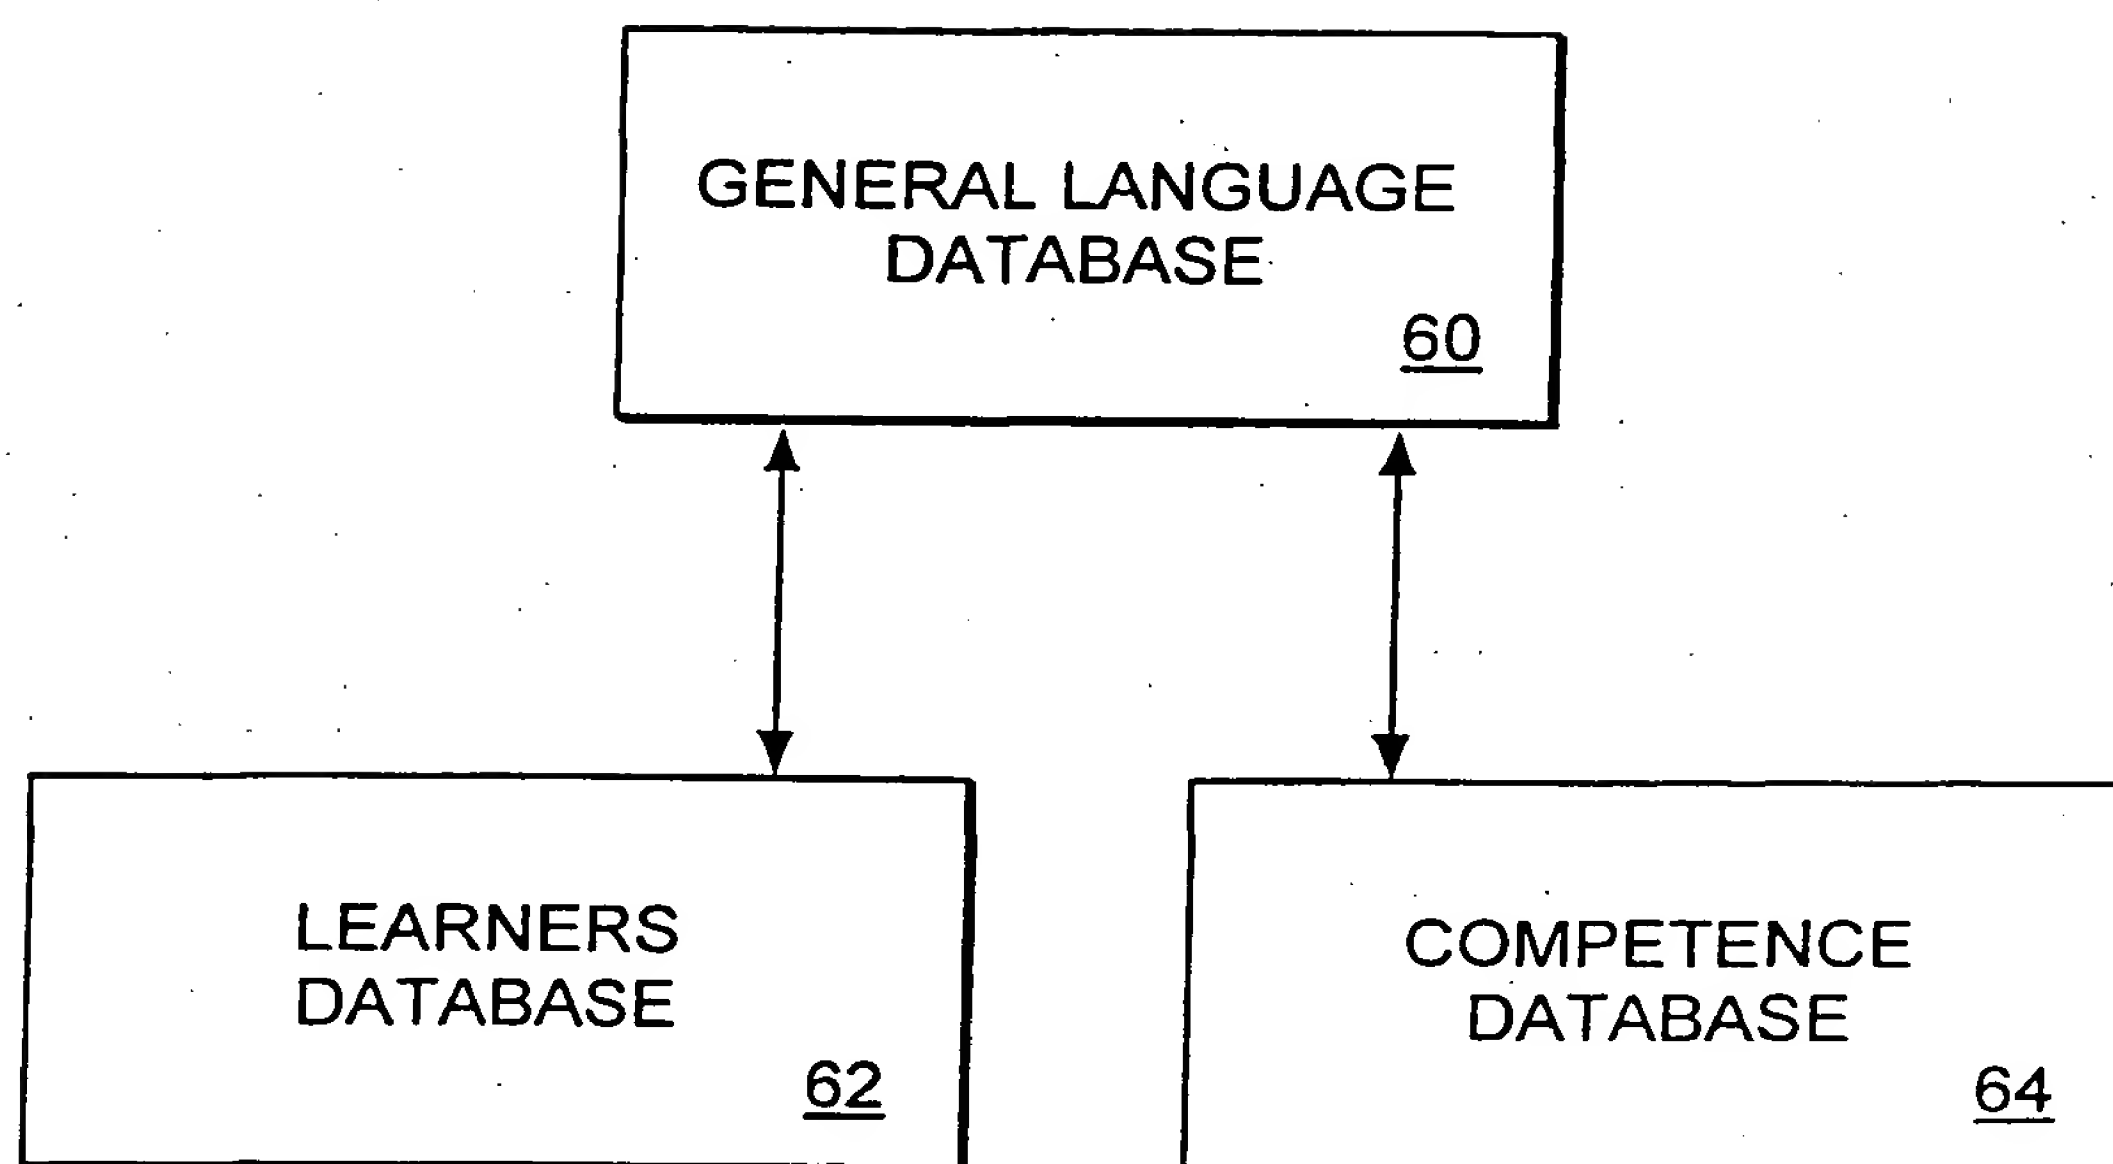 GENERAL LANGUAGE
DATABASE
60
LEARNERS
DATABASE
62
COMPETENCE
DATABASE
64